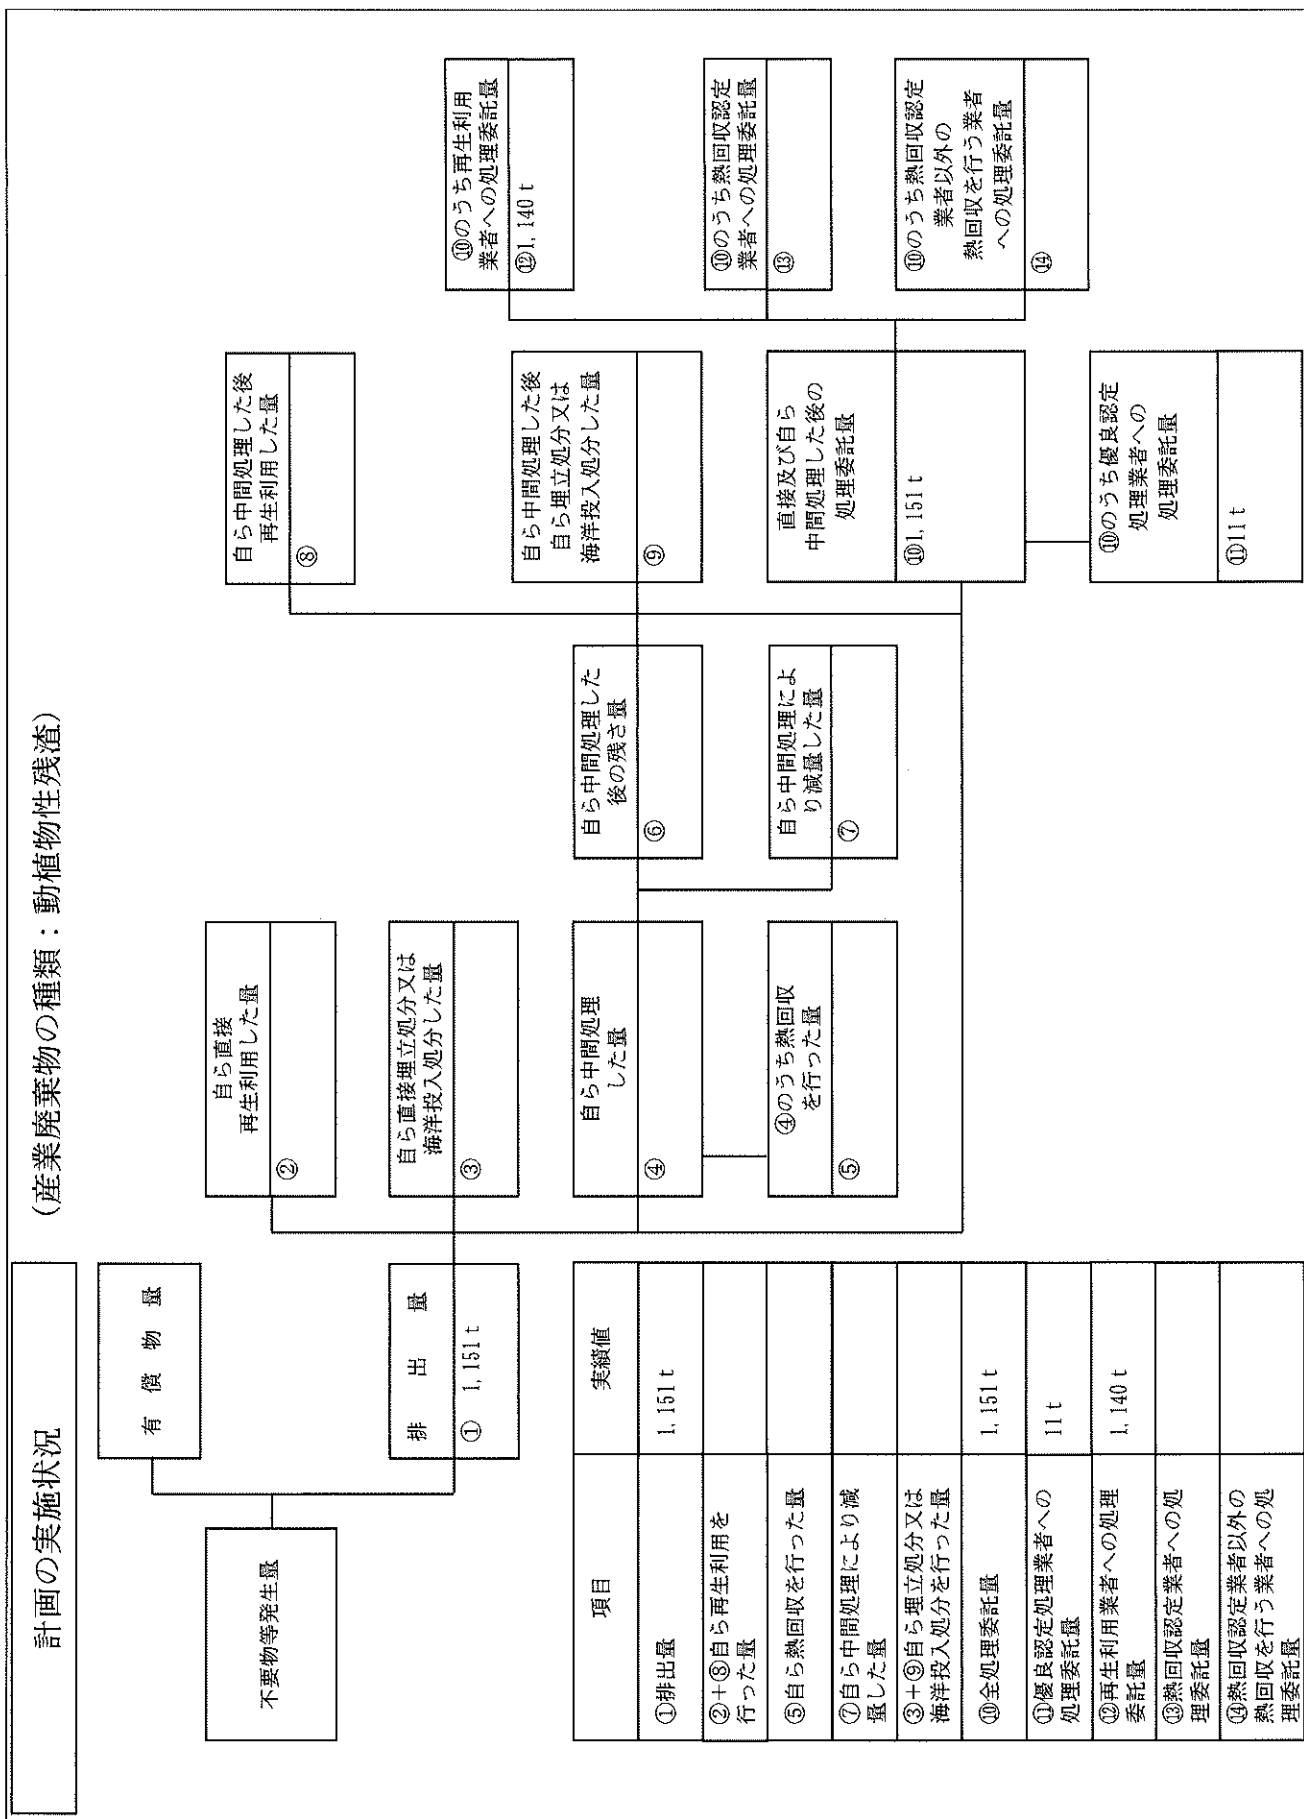 計画の実施状況
(産業廃棄物の種類：動植物性残渣)
不要物等発生量
有償物量
排出量
① 1,151t
自ら直接
再生利用した量
②
自ら直接埋立処分又は
海洋投入処分した量
③
自ら中間処理
した量
④
④のうち熱回収
を行った量
⑤
自ら中間処理した
後の残さ量
⑥
自ら中間処理によ
り減量した量
⑦
自ら中間処理した後
再生利用した量
⑧
自ら中間処理した後
自ら埋立処分又は
海洋投入処分した量
⑨
直接及び自ら
中間処理した後の
処理委託量
⑩1,151t
⑩のうち優良認定
処理業者への
処理委託量
⑪11t
⑩のうち再生利用
業者への処理委託量
⑫1,140t
⑩のうち熱回収認定
業者への処理委託量
⑬
⑩のうち熱回収認定
業者以外の
熱回収を行う業者
への処理委託量
⑭
項目 実績値
①排出量 1,151t
②+⑧自ら再生利用を
行った量
⑤自ら熱回収を行った量
⑦自ら中間処理により減
量した量
③+⑨自ら埋立処分又は
海洋投入処分を行った量
⑩全処理委託量 1,151t
⑪優良認定処理業者への
処理委託量 11t
⑫再生利用業者への処理
委託量 1,140t
⑬熱回収認定業者への処
理委託量
⑭熱回収認定業者以外の
熱回収を行う業者への処
理委託量